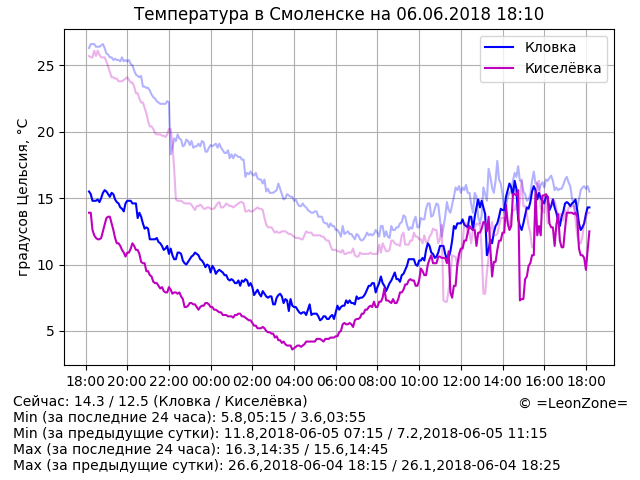 Температура в Смоленске на 06.06.2018 18:10
Кловка
Киселёвка
градусов Цельсия, °C
25
20
15
10
5
18:00 20:00 22:00 00:00 02:00 04:00 06:00 08:00 10:00 12:00 14:00 16:00 18:00
Сейчас: 14.3 / 12.5 (Кловка / Киселёвка)
© =LeonZone=
Min (за последние 24 часа): 5.8,05:15 / 3.6,03:55
Min (за предыдущие сутки): 11.8,2018-06-05 07:15 / 7.2,2018-06-05 11:15
Max (за последние 24 часа): 16.3,14:35 / 15.6,14:45
Max (за предыдущие сутки): 26.6,2018-06-04 18:15 / 26.1,2018-06-04 18:25